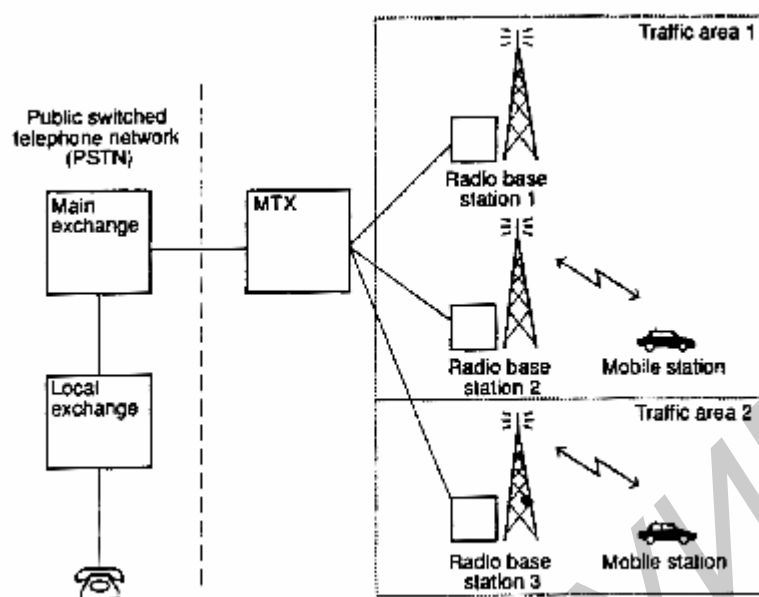 Traffic area 1
Public switched
telephone network
(PSTN)
Radio base
station 1
Main
exchange
MTX
Radio base
station 2
Mobile station
Local
exchange
Traffic area 2
Radio base
station 3
Mobile station